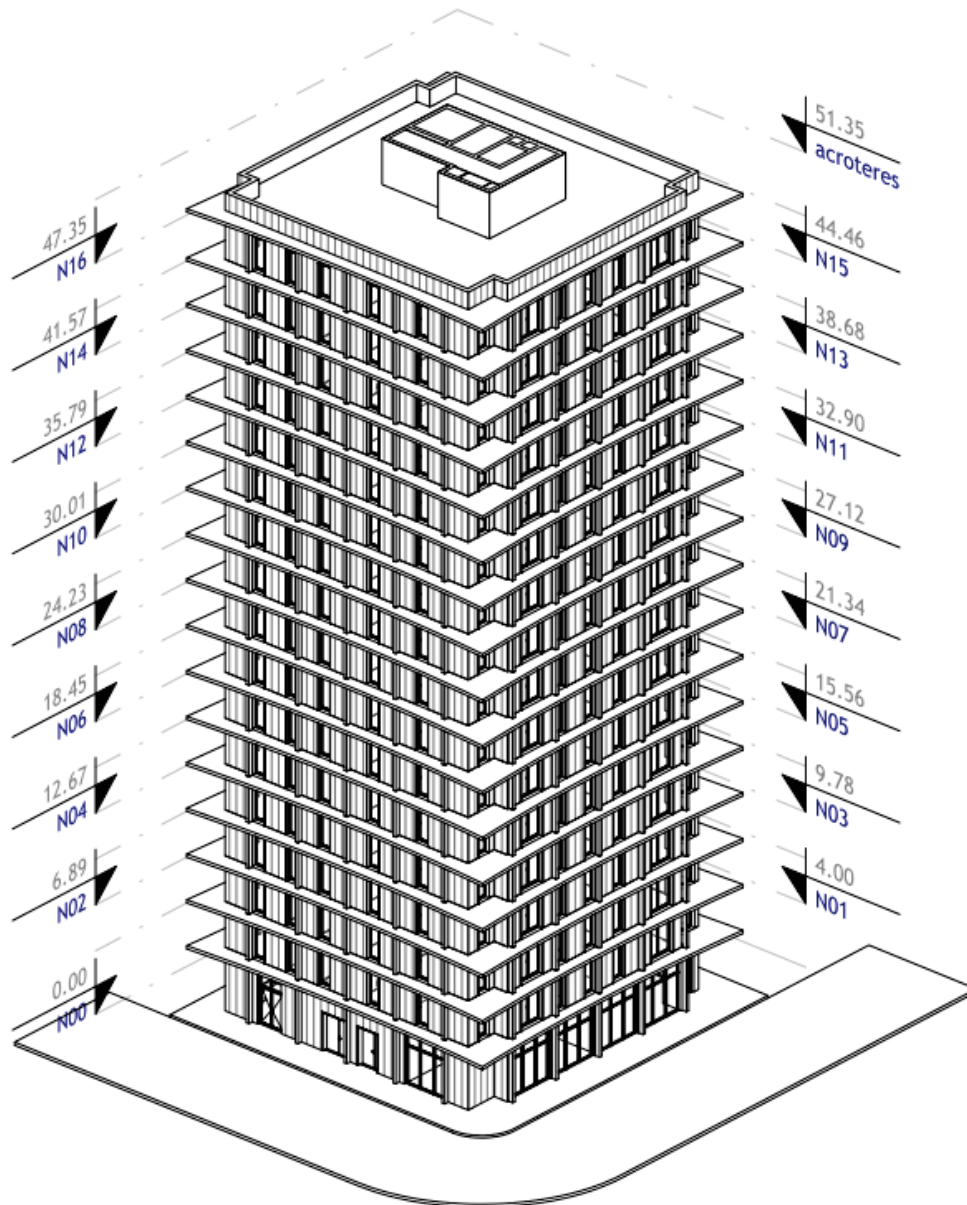 51.35
acroteres
47.35
N16
44.46
N15
41.57
N14
38.68
N13
35.79
N12
32.90
N11
30.01
N10
27.12
N09
24.23
N08
21.34
N07
18.45
N06
15.56
N05
12.67
N04
9.78
N03
6.89
N02
4.00
N01
0.00
N00